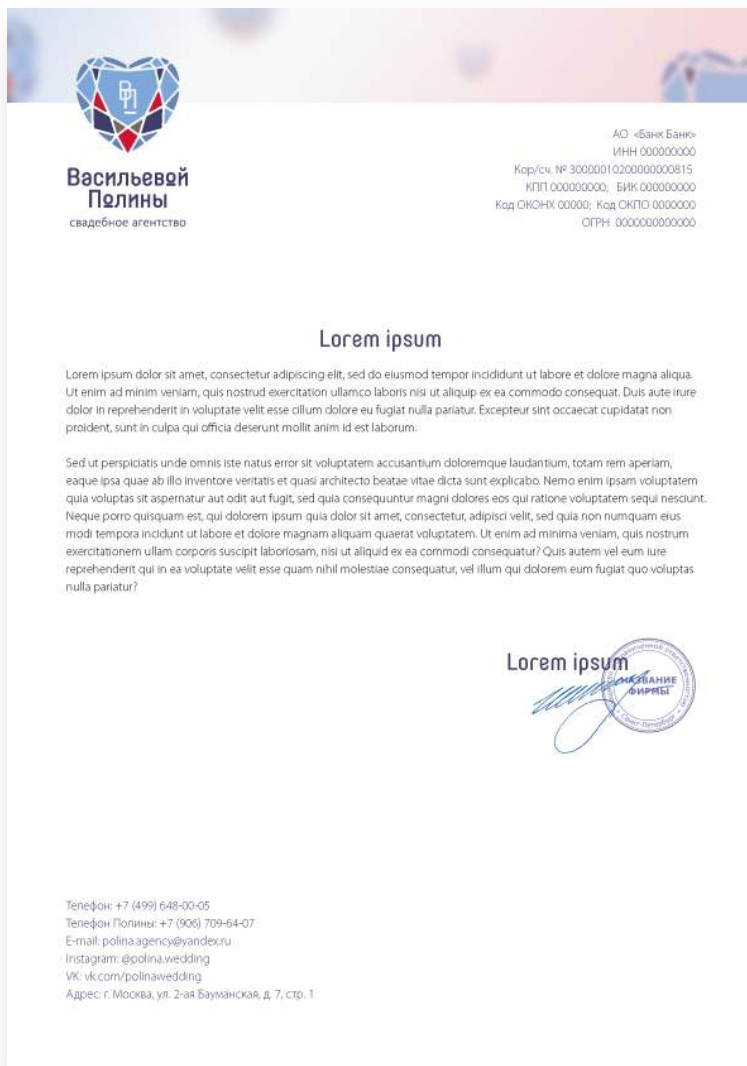 ВП
Васильевой
Полины
свадебное агентство
АО «Банк Банк»
ИНН 000000000
Кор/сч. № 30000010200000000815
КПП 000000000; БИК 000000000
Код ОКОНХ 00000; Код ОКПО 0000000
ОГРН 0000000000000
Lorem ipsum
Lorem ipsum dolor sit amet, consectetur adipiscing elit, sed do eiusmod tempor incididunt ut labore et dolore magna aliqua.
Ut enim ad minim veniam, quis nostrud exercitation ullamco laboris nisi ut aliquip ex ea commodo consequat. Duis aute irure
dolor in reprehenderit in voluptate velit esse cillum dolore eu fugiat nulla pariatur. Excepteur sint occaecat cupidatat non
proident, sunt in culpa qui officia deserunt mollit anim id est laborum.
Sed ut perspiciatis unde omnis iste natus error sit voluptatem accusantium doloremque laudantium, totam rem aperiam,
eaque ipsa quae ab illo inventore veritatis et quasi architecto beatae vitae dicta sunt explicabo. Nemo enim ipsam voluptatem
quia voluptas sit aspernatur aut odit aut fugit, sed quia consequuntur magni dolores eos qui ratione voluptatem sequi nesciunt.
Neque porro quisquam est, qui dolorem ipsum quia dolor sit amet, consectetur, adipisci velit, sed quia non numquam eius
modi tempora incidunt ut labore et dolore magnam aliquam quaerat voluptatem. Ut enim ad minima veniam, quis nostrum
exercitationem ullam corporis suscipit laboriosam, nisi ut aliquid ex ea commodi consequatur? Quis autem vel eum iure
reprehenderit qui in ea voluptate velit esse quam nihil molestiae consequatur, vel illum qui dolorem eum fugiat quo voluptas
nulla pariatur?
Lorem ipsum
НАЗВАНИЕ
ФИРМЫ
Санкт-Петербург
Телефон: +7 (499) 648-00-05
Телефон Полины: +7 (906) 709-64-07
E-mail: polina.agency@yandex.ru
Instagram: @polina.wedding
VK: vk.com/polinawedding
Адрес: г. Москва, ул. 2-ая Бауманская, д. 7, стр. 1